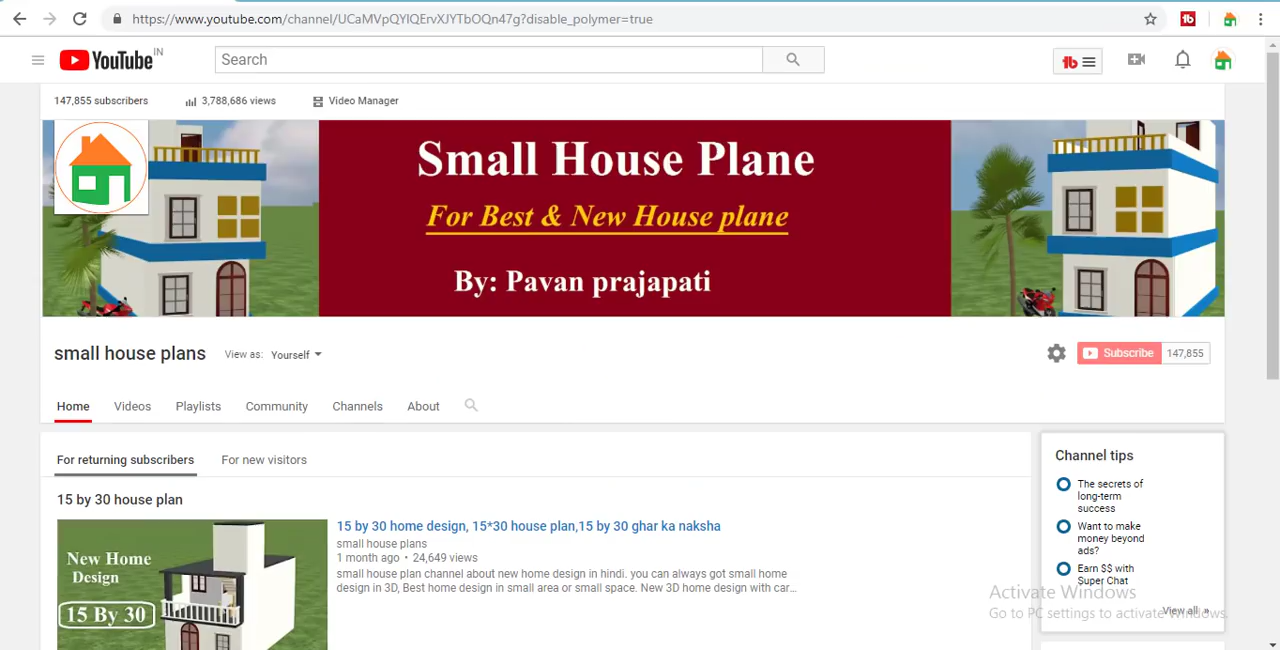 https://www.youtube.com/channel/UCaMVpQYlQErvXJYTbOQn47g?disable_polymer=true
YouTube IN
Search
147,855 subscribers
3,788,686 views
Video Manager
Small House Plane
For Best & New House plane
By: Pavan prajapati
small house plans
View as: Yourself
Subscribe 147,855
Home
Videos
Playlists
Community
Channels
About
For returning subscribers
For new visitors
15 by 30 house plan
New Home
Design
15 By 30
15 by 30 home design, 15*30 house plan,15 by 30 ghar ka naksha
small house plans
1 month ago • 24,649 views
small house plan channel about new home design in hindi. you can always got small home
design in 3D, Best home design in small area or small space. New 3D home design with car...
Channel tips
The secrets of
long-term
success
Want to make
money beyond
ads?
Earn $$ with
Super Chat
View all »
Activate Windows
Go to PC settings to activate Windows.